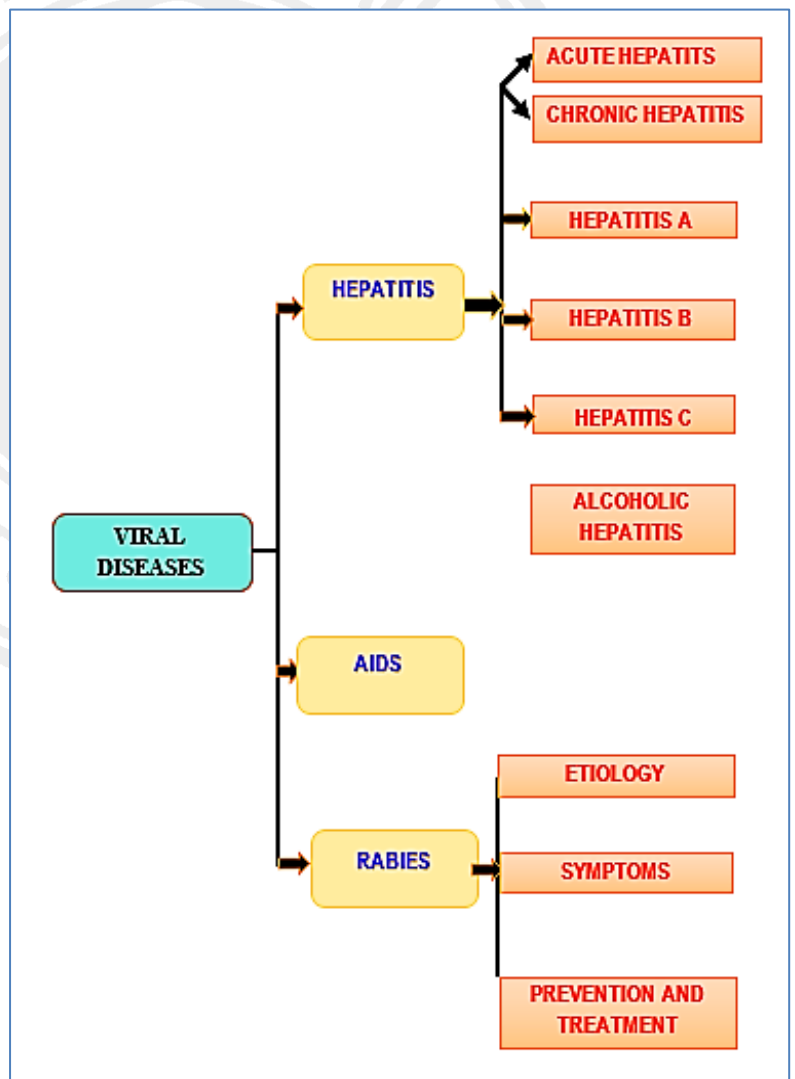 ACUTE HEPATITS
CHRONIC HEPATITIS
HEPATITIS A
HEPATITIS
HEPATITIS B
HEPATITIS C
ALCOHOLIC
HEPATITIS
VIRAL
DISEASES
AIDS
ETIOLOGY
RABIES
SYMPTOMS
PREVENTION AND
TREATMENT